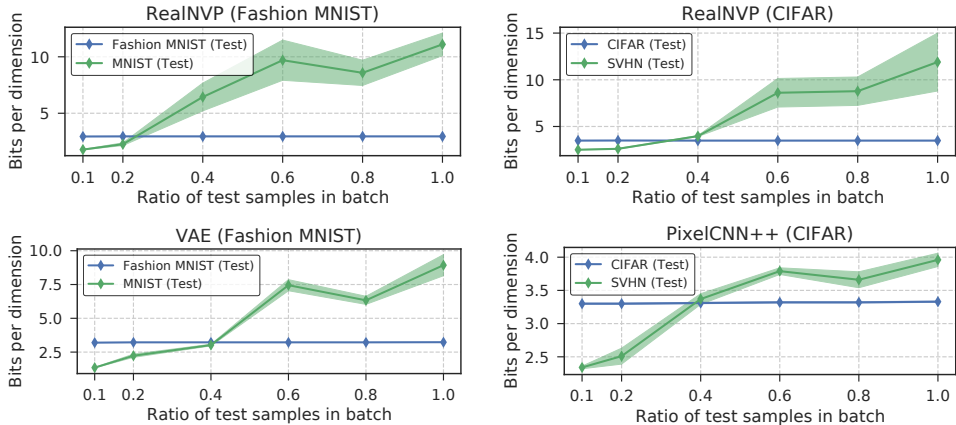 RealNVP (Fashion MNIST)
Bits per dimension
10
5
Fashion MNIST (Test)
MNIST (Test)
0.1 0.2 0.4 0.6 0.8 1.0
Ratio of test samples in batch
RealNVP (CIFAR)
Bits per dimension
15
10
5
CIFAR (Test)
SVHN (Test)
0.1 0.2 0.4 0.6 0.8 1.0
Ratio of test samples in batch
VAE (Fashion MNIST)
Bits per dimension
10.0
7.5
5.0
2.5
Fashion MNIST (Test)
MNIST (Test)
0.1 0.2 0.4 0.6 0.8 1.0
Ratio of test samples in batch
PixelCNN++ (CIFAR)
Bits per dimension
4.0
3.5
3.0
2.5
CIFAR (Test)
SVHN (Test)
0.1 0.2 0.4 0.6 0.8 1.0
Ratio of test samples in batch